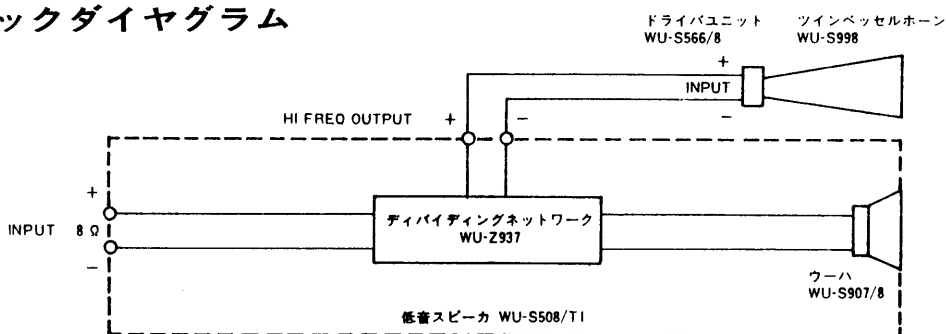 ックダイヤグラム
ドライバユニット
WU-S566/8
ツインベッセルホーン
WU-S998
+
INPUT
−
HI FREQ OUTPUT + −
+
INPUT 8Ω
−
ディバイディングネットワーク
WU-Z937
ウーハ
WU-S907/8
低音スピーカ WU-S508/TI